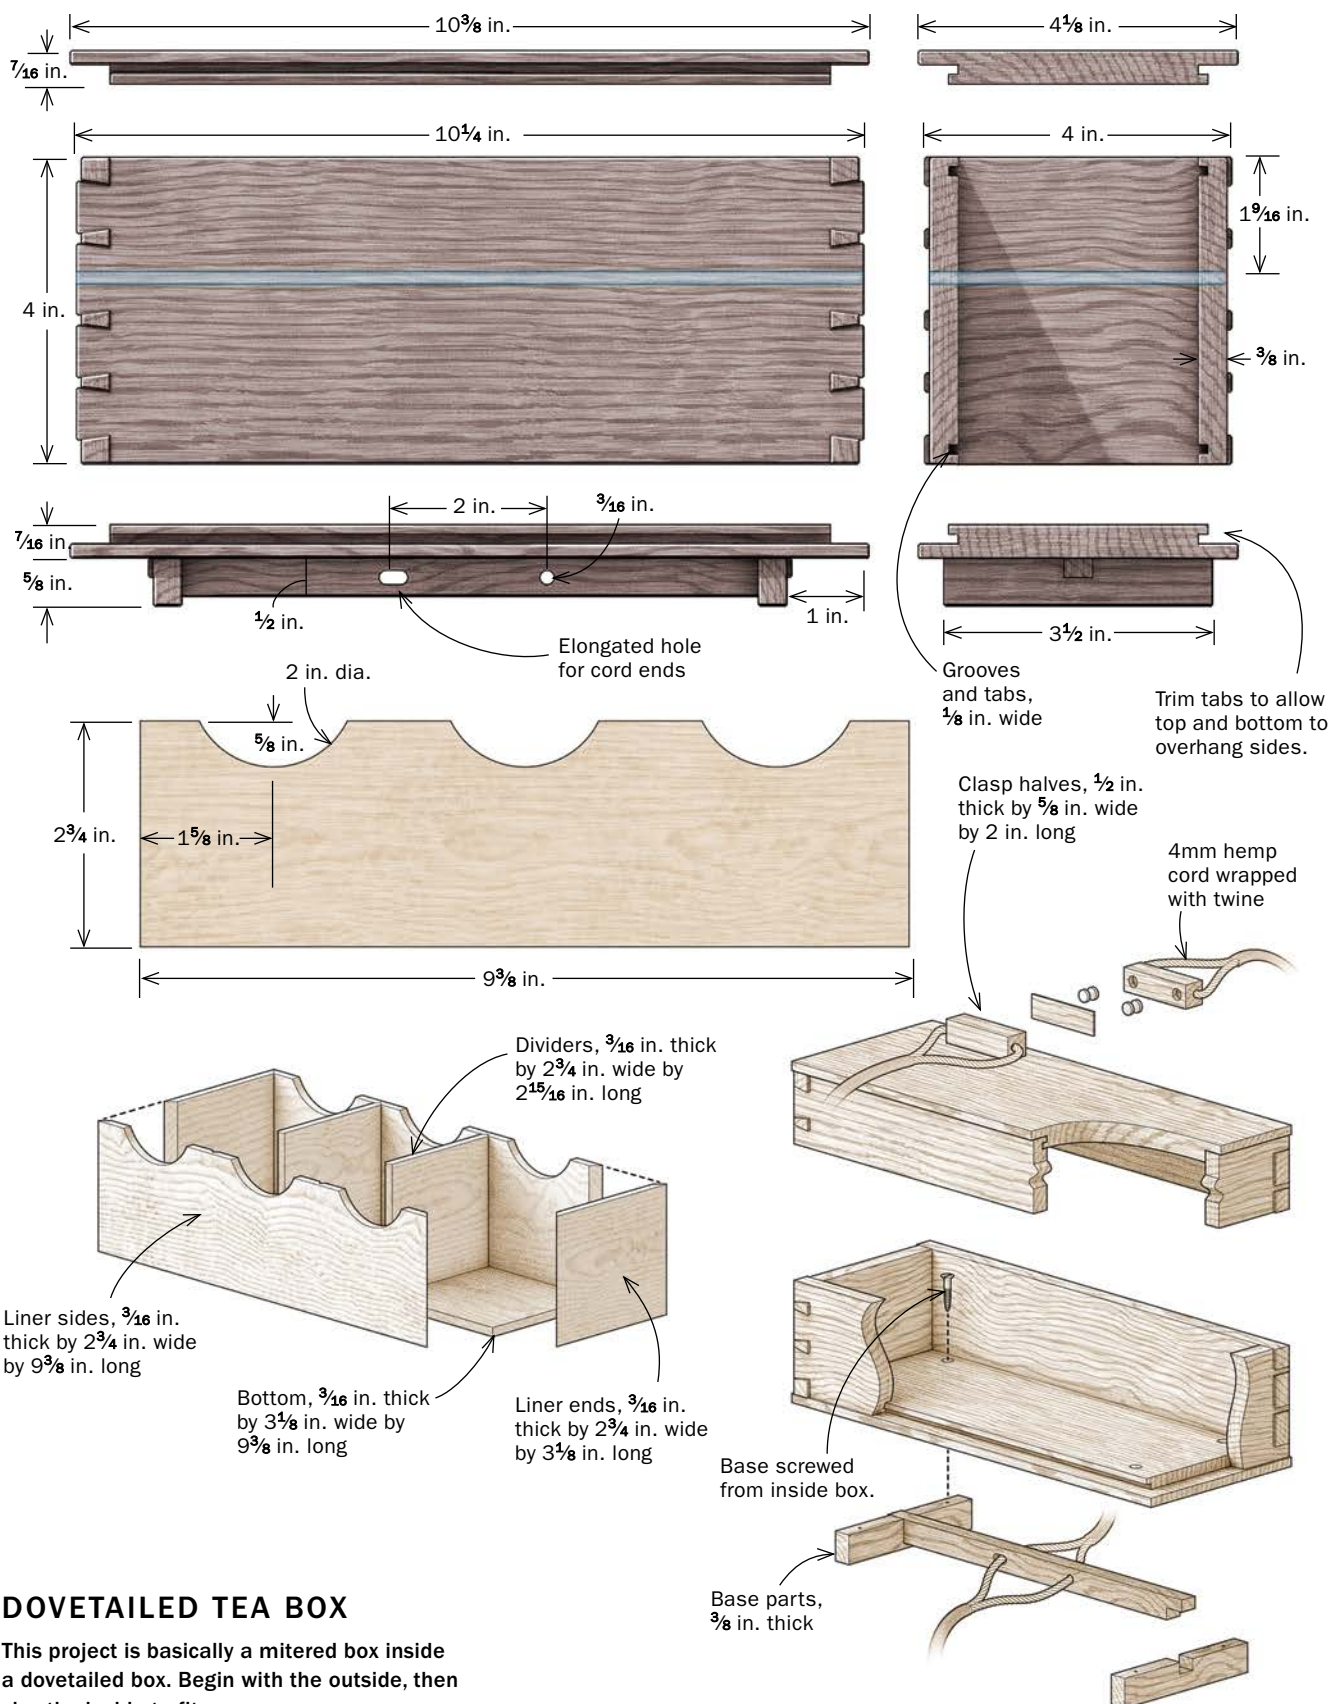 10⅜ in.
4⅛ in.
7/16 in.
10¼ in.
4 in.
1 9/16 in.
4 in.
⅜ in.
2 in.
3/16 in.
7/16 in.
⅝ in.
½ in.
1 in.
3½ in.
Elongated hole
for cord ends
Grooves
and tabs,
⅛ in. wide
Trim tabs to allow
top and bottom to
overhang sides.
2 in. dia.
⅝ in.
2¾ in.
1⅝ in.
9⅜ in.
Clasp halves, ½ in.
thick by ⅝ in. wide
by 2 in. long
4mm hemp
cord wrapped
with twine
Dividers, 3/16 in. thick
by 2¾ in. wide by
2 15/16 in. long
Liner sides, 3/16 in.
thick by 2¾ in. wide
by 9⅜ in. long
Bottom, 3/16 in. thick
by 3⅛ in. wide by
9⅜ in. long
Liner ends, 3/16 in.
thick by 2¾ in. wide
by 3⅛ in. long
Base screwed
from inside box.
Base parts,
⅜ in. thick
DOVETAILED TEA BOX
This project is basically a mitered box inside
a dovetailed box. Begin with the outside, then